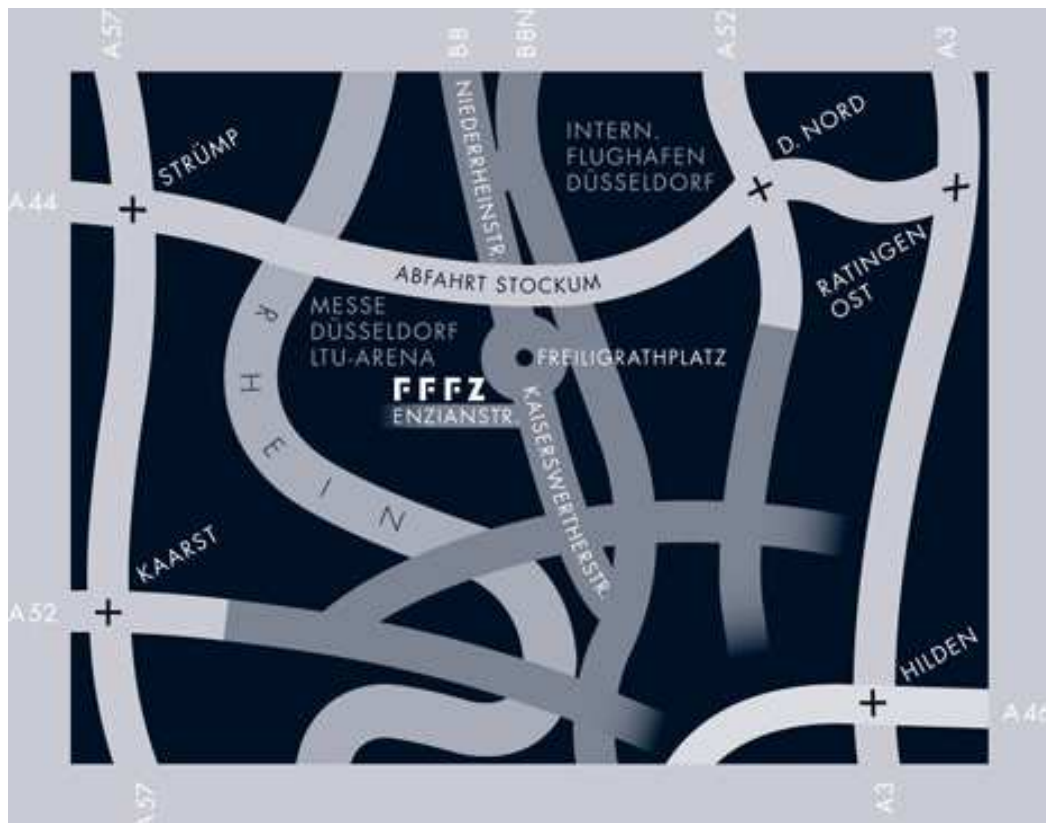 A57
B8
B8N
A52
A3
STRÜMP
D. NORD
NIEDERRHEINSTR.
INTERN.
FLUGHAFEN
DÜSSELDORF
A44
ABFAHRT STOCKUM
RATINGEN
OST
MESSE
DÜSSELDORF
LTU-ARENA
RHEIN
FREILIGRATHPLATZ
FFFZ
ENZIANSTR.
KAISERSWERTHERSTR.
KAARST
A52
HILDEN
A46
A57
A3